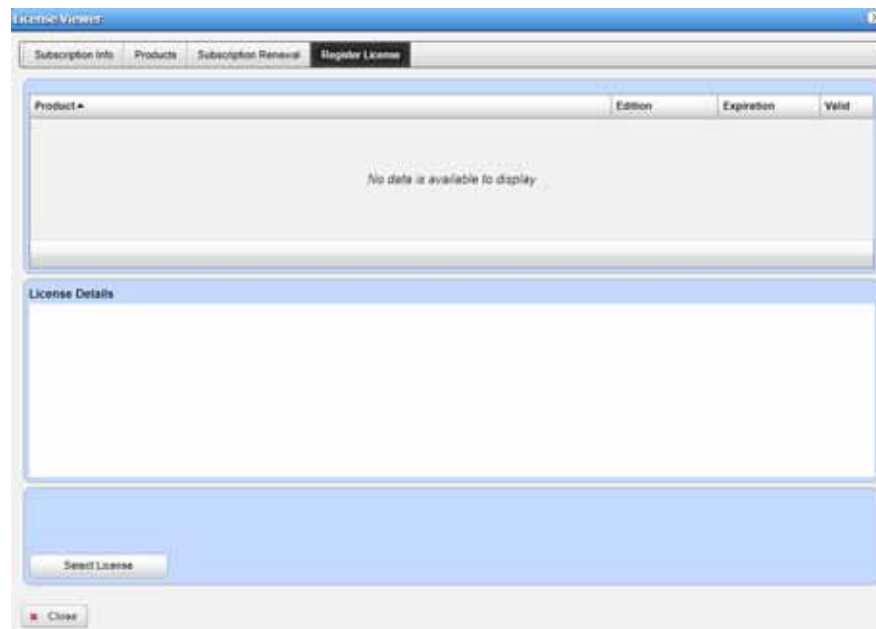 License Viewer
Subscription Info Products Subscription Renewal Register License
Product Edition Expiration Valid
No data is available to display
License Details
Select License
Close